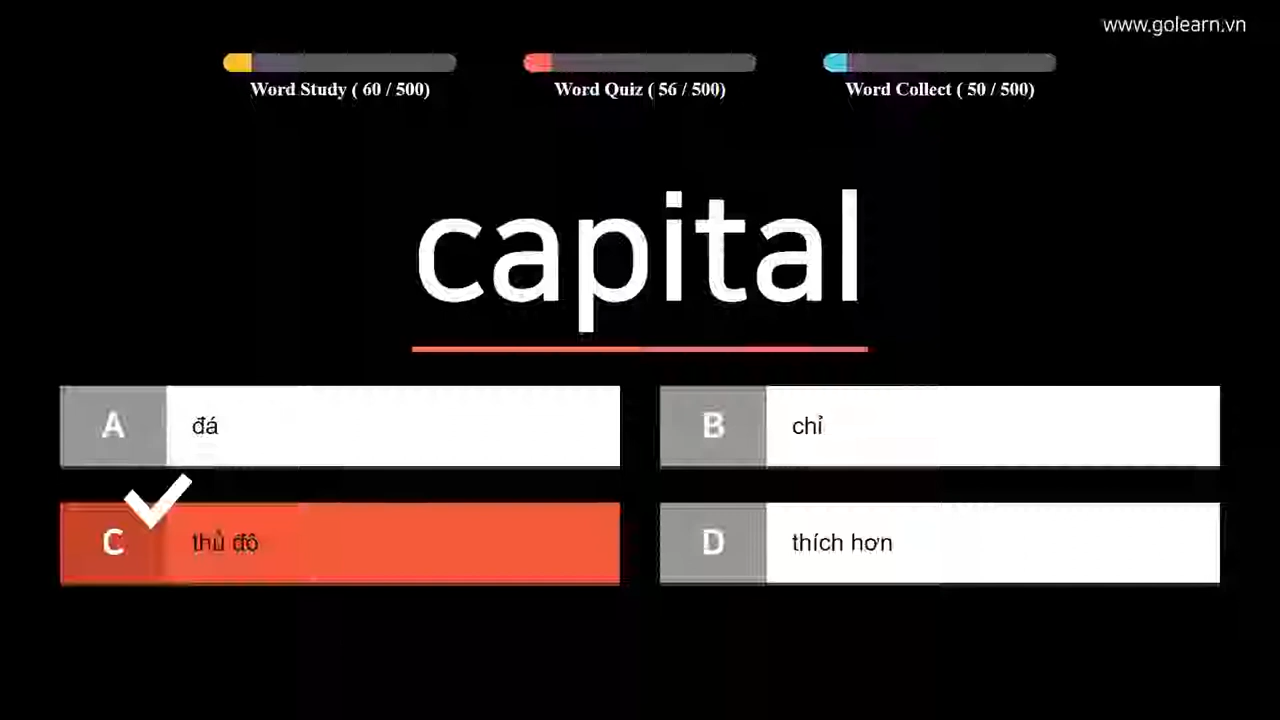 www.golearn.vn
Word Study ( 60 / 500)
Word Quiz ( 56 / 500)
Word Collect ( 50 / 500)
capital
A đá
B chỉ
C thủ đô
D thích hơn